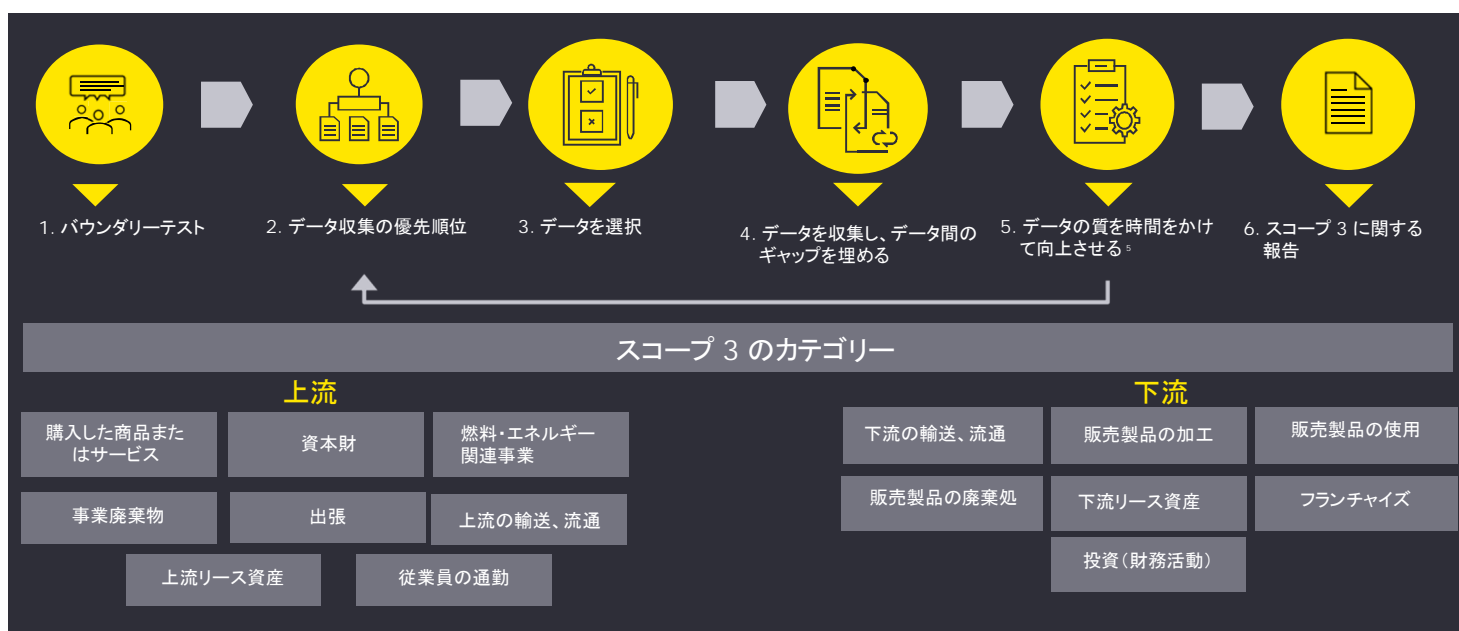 1. バウンダリーテスト
2. データ収集の優先順位
3. データを選択
4. データを収集し、データ間の
ギャップを埋める
5. データの質を時間をかけ
て向上させる5
6. スコープ 3 に関する
報告
スコープ 3 のカテゴリー
上流
購入した商品また
はサービス
資本財
燃料・エネルギー
関連事業
事業廃棄物
出張
上流の輸送、流通
上流リース資産
従業員の通勤
下流
下流の輸送、流通
販売製品の加工
販売製品の使用
販売製品の廃棄処
下流リース資産
フランチャイズ
投資(財務活動)